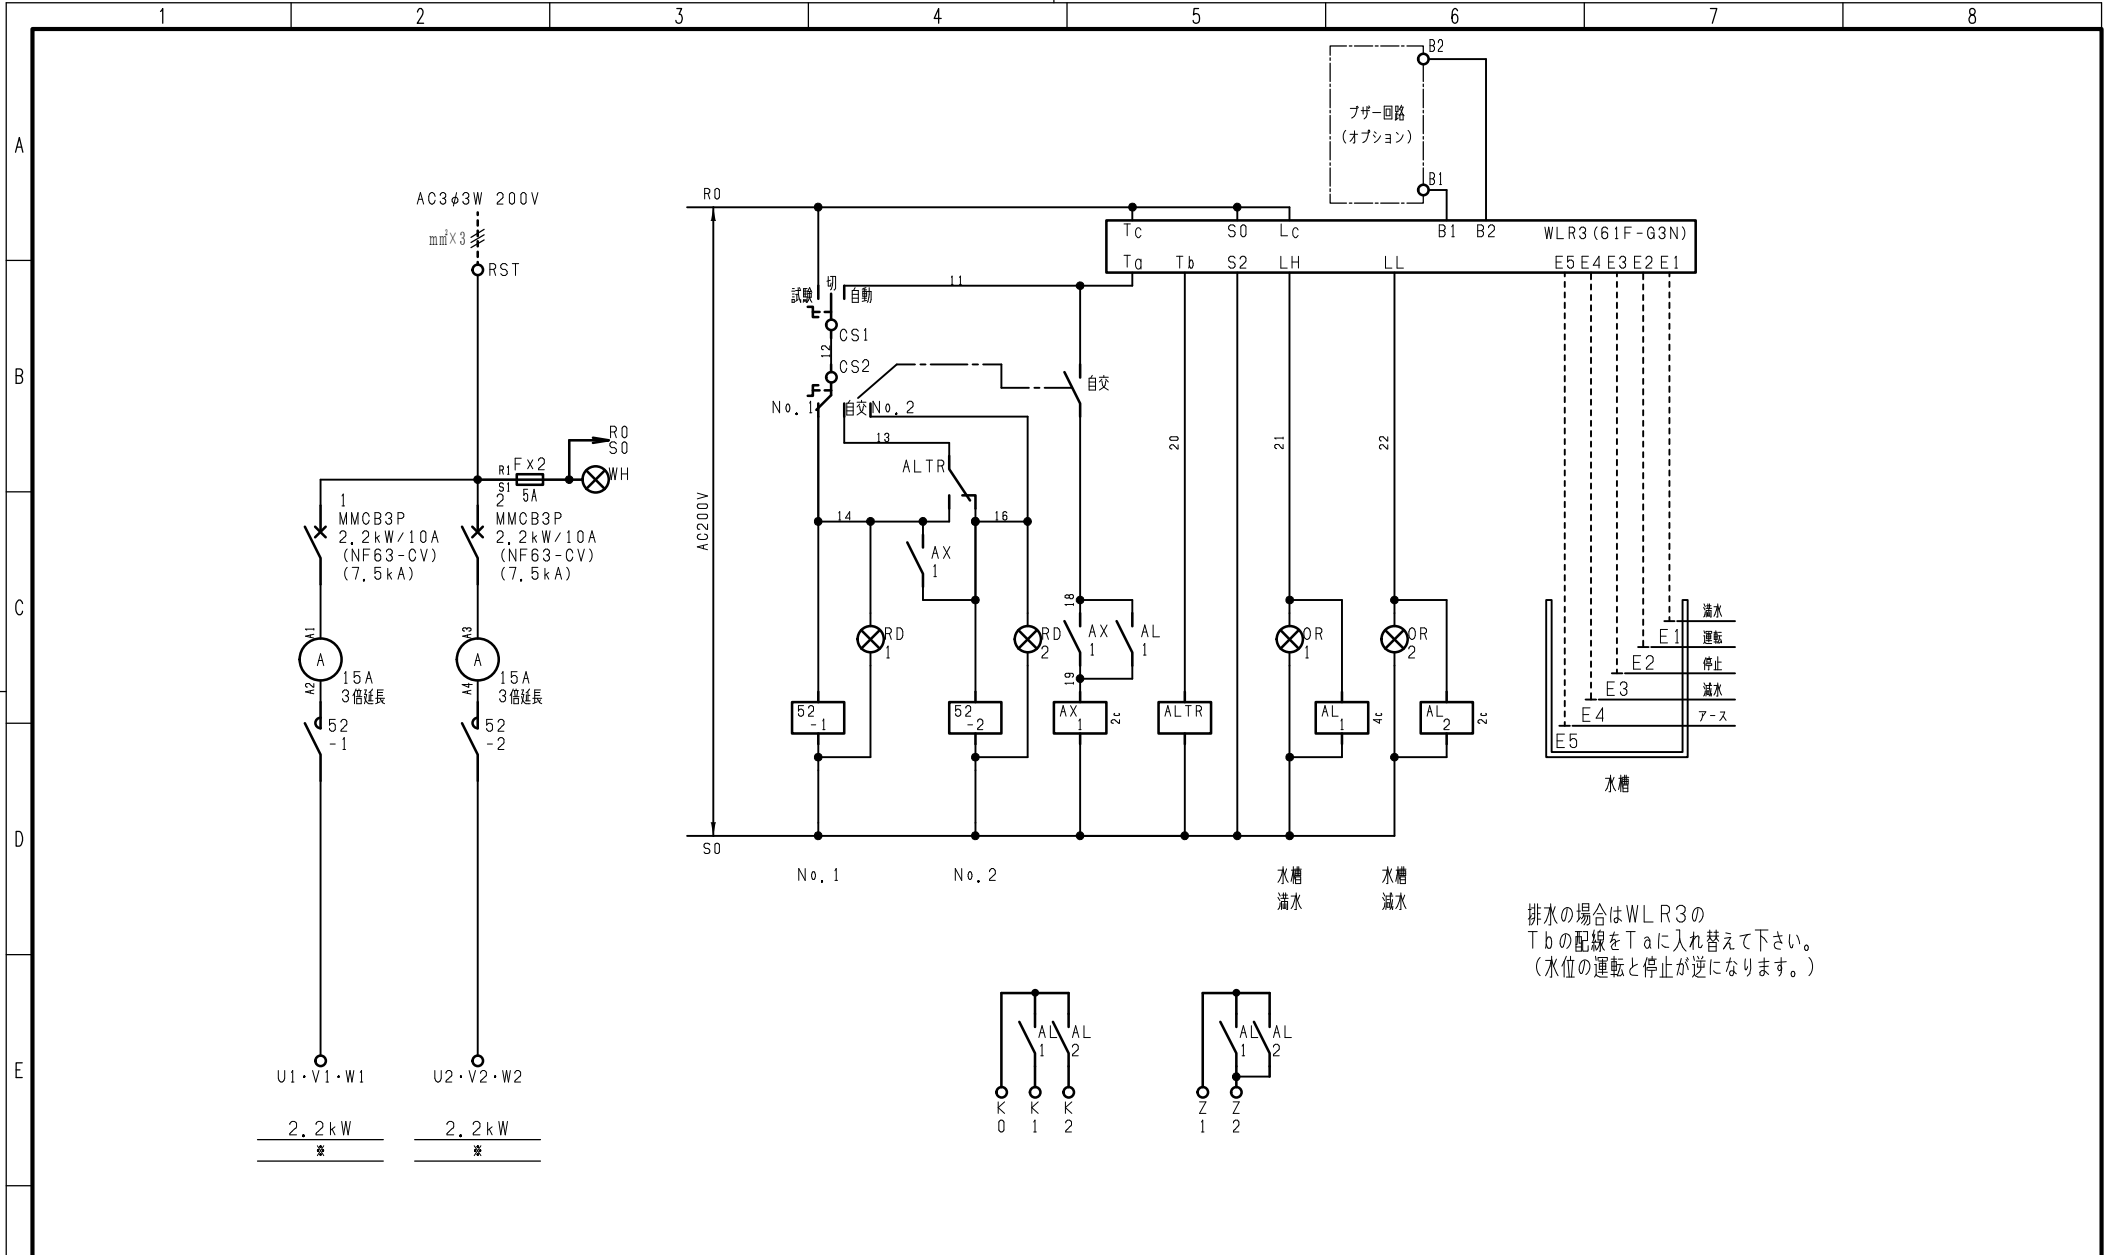 1 2 3 4 5 6 7 8
A
B
C
D
E
AC3φ3W 200V
mm²×3
RST
R0
S0
WH
R1
S1
F×2
5A
1
MMCB3P
2.2kW/10A
(NF63-CV)
(7.5kA)
2
MMCB3P
2.2kW/10A
(NF63-CV)
(7.5kA)
A1
A
A2
15A
3倍延長
A3
A
A4
15A
3倍延長
52
-1
52
-2
U1・V1・W1
U2・V2・W2
2.2kW
※
2.2kW
※
R0
AC200V
S0
試験
切
自動
CS1
12
CS2
No.1
自交
No.2
11
13
ALTR
14
16
AX
1
RD
1
RD
2
52
-1
52
-2
No.1
No.2
自交
18
AX
1
AL
1
19
AX
1
2c
20
ALTR
21
OR
1
AL
1
4c
22
OR
2
AL
2
2c
水槽
満水
水槽
減水
B2
ブザー回路
(オプション)
B1
Tc S0 Lc B1 B2 WLR3(61F-G3N)
Ta Tb S2 LH LL E5 E4 E3 E2 E1
満水
E1 運転
E2 停止
E3 減水
E4 アース
E5
水槽
排水の場合はWLR3の
Tbの配線をTaに入れ替えて下さい。
(水位の運転と停止が逆になります。)
AL
1
AL
2
K
0
K
1
K
2
AL
1
AL
2
Z
1
Z
2